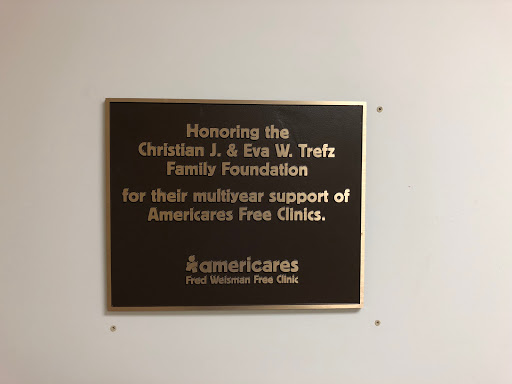 Honoring the
Christian J. & Eva W. Trefz
Family Foundation
for their multiyear support of
Americares Free Clinics.
americares
Fred Weisman Free Clinic